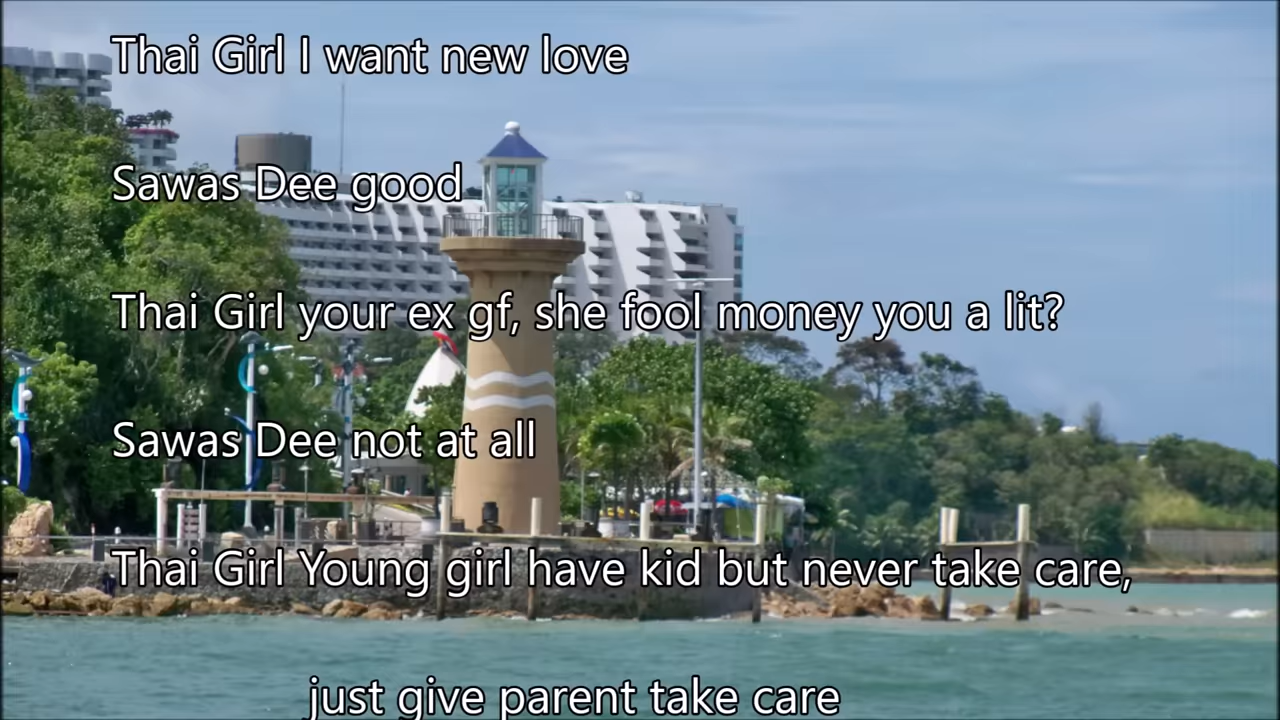 Thai Girl I want new love
Sawas Dee good
Thai Girl your ex gf, she fool money you a lit?
Sawas Dee not at all
Thai Girl Young girl have kid but never take care,
just give parent take care